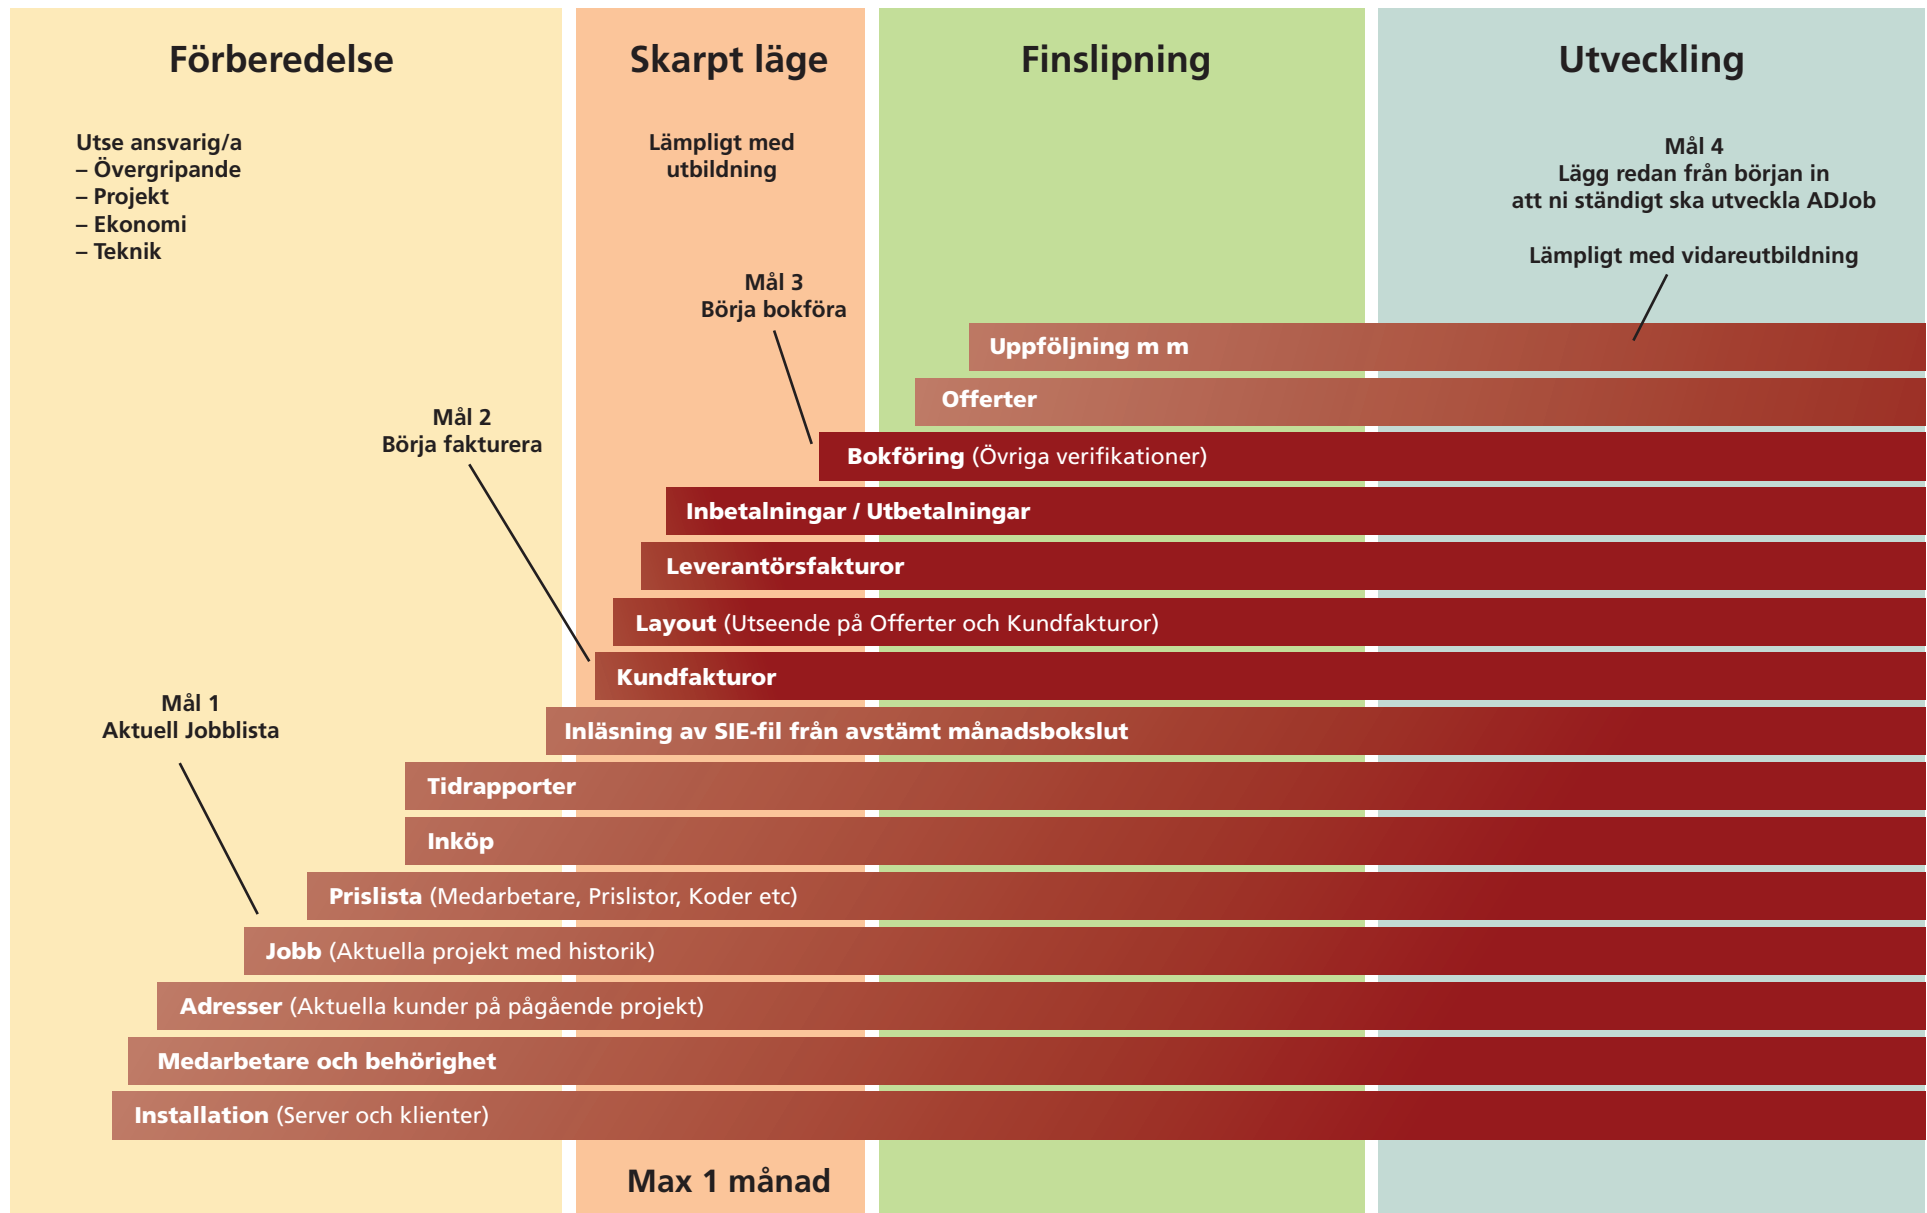 Förberedelse
Skarpt läge
Finslipning
Utveckling
Utse ansvarig/a
– Övergripande
– Projekt
– Ekonomi
– Teknik
Lämpligt med
utbildning
Mål 4
Lägg redan från början in
att ni ständigt ska utveckla ADJob
Lämpligt med vidareutbildning
Mål 3
Börja bokföra
Uppföljning m m
Offerter
Mål 2
Börja fakturera
Bokföring (Övriga verifikationer)
Inbetalningar / Utbetalningar
Leverantörsfakturor
Layout (Utseende på Offerter och Kundfakturor)
Kundfakturor
Mål 1
Aktuell Jobblista
Inläsning av SIE-fil från avstämt månadsbokslut
Tidrapporter
Inköp
Prislista (Medarbetare, Prislistor, Koder etc)
Jobb (Aktuella projekt med historik)
Adresser (Aktuella kunder på pågående projekt)
Medarbetare och behörighet
Installation (Server och klienter)
Max 1 månad